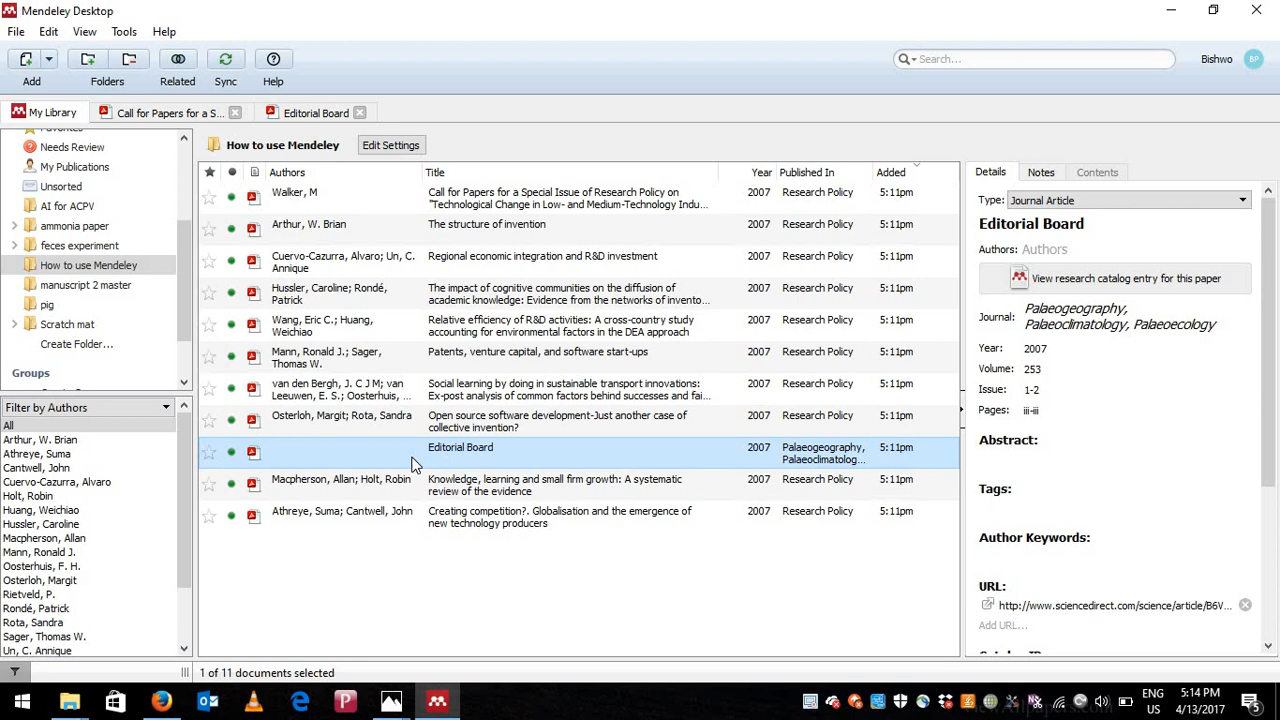 Mendeley Desktop
File Edit View Tools Help
Add Folders Related Sync Help
Search...
Bishwo BP
My Library Call for Papers for a S... Editorial Board
Favorites
Needs Review
My Publications
Unsorted
AI for ACPV
ammonia paper
feces experiment
How to use Mendeley
manuscript 2 master
pig
Scratch mat
Create Folder...
Groups
Filter by Authors
All
Arthur, W. Brian
Athreye, Suma
Cantwell, John
Cuervo-Cazurra, Alvaro
Holt, Robin
Huang, Weichiao
Hussler, Caroline
Macpherson, Allan
Mann, Ronald J.
Oosterhuis, F. H.
Osterloh, Margit
Rietveld, P.
Rondé, Patrick
Rota, Sandra
Sager, Thomas W.
Un, C. Annique
How to use Mendeley Edit Settings
Authors Title Year Published In Added
Walker, M Call for Papers for a Special Issue of Research Policy on 2007 Research Policy 5:11pm
"Technological Change in Low- and Medium-Technology Indu...
Arthur, W. Brian The structure of invention 2007 Research Policy 5:11pm
Cuervo-Cazurra, Alvaro; Un, C. Regional economic integration and R&D investment 2007 Research Policy 5:11pm
Annique
Hussler, Caroline; Rondé, The impact of cognitive communities on the diffusion of 2007 Research Policy 5:11pm
Patrick academic knowledge: Evidence from the networks of invento...
Wang, Eric C.; Huang, Relative efficiency of R&D activities: A cross-country study 2007 Research Policy 5:11pm
Weichiao accounting for environmental factors in the DEA approach
Mann, Ronald J.; Sager, Patents, venture capital, and software start-ups 2007 Research Policy 5:11pm
Thomas W.
van den Bergh, J. C J M; van Social learning by doing in sustainable transport innovations: 2007 Research Policy 5:11pm
Leeuwen, E. S.; Oosterhuis, ... Ex-post analysis of common factors behind successes and fai...
Osterloh, Margit; Rota, Sandra Open source software development-Just another case of 2007 Research Policy 5:11pm
collective invention?
Editorial Board 2007 Palaeogeography, 5:11pm
Palaeoclimatolog...
Macpherson, Allan; Holt, Robin Knowledge, learning and small firm growth: A systematic 2007 Research Policy 5:11pm
review of the evidence
Athreye, Suma; Cantwell, John Creating competition?. Globalisation and the emergence of 2007 Research Policy 5:11pm
new technology producers
1 of 11 documents selected
Details Notes Contents
Type: Journal Article
Editorial Board
Authors: Authors
View research catalog entry for this paper
Journal: Palaeogeography,
Palaeoclimatology, Palaeoecology
Year: 2007
Volume: 253
Issue: 1-2
Pages: iii-iii
Abstract:
Tags:
Author Keywords:
URL:
http://www.sciencedirect.com/science/article/B6V...
Add URL...
ENG 5:14 PM
US 4/13/2017
5